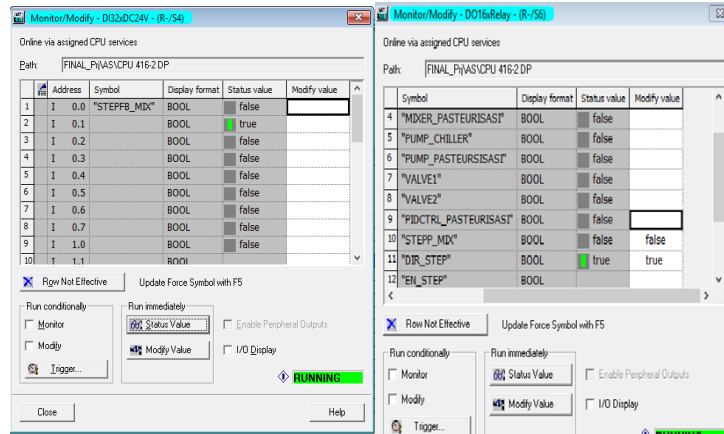 Monitor/Modify - DI32xDC24V - (R-/S4)
Online via assigned CPU services
Path: FINAL_Prj\AS\CPU 416-2 DP
Address Symbol Display format Status value Modify value
1 I 0.0 "STEPFB_MIX" BOOL false
2 I 0.1 BOOL true
3 I 0.2 BOOL false
4 I 0.3 BOOL false
5 I 0.4 BOOL false
6 I 0.5 BOOL false
7 I 0.6 BOOL false
8 I 0.7 BOOL false
9 I 1.0 BOOL false
10 I 1.1 BOOL
Row Not Effective Update Force Symbol with F5
Run conditionally Run immediately
Monitor Status Value Enable Peripheral Outputs
Modify Modify Value I/O Display
Trigger...
RUNNING
Close Help
Monitor/Modify - DO16xRelay - (R-/S6)
Online via assigned CPU services
Path: FINAL_Prj\AS\CPU 416-2 DP
Symbol Display format Status value Modify value
4 "MIXER_PASTEURISASI" BOOL false
5 "PUMP_CHILLER" BOOL false
6 "PUMP_PASTEURSISASI" BOOL false
7 "VALVE1" BOOL false
8 "VALVE2" BOOL false
9 "PIDCTRL_PASTEURISASI" BOOL false
10 "STEPP_MIX" BOOL false false
11 "DIR_STEP" BOOL true true
12 "EN_STEP" BOOL
Row Not Effective Update Force Symbol with F5
Run conditionally Run immediately
Monitor Status Value Enable Peripheral Outputs
Modify Modify Value I/O Display
Trigger...